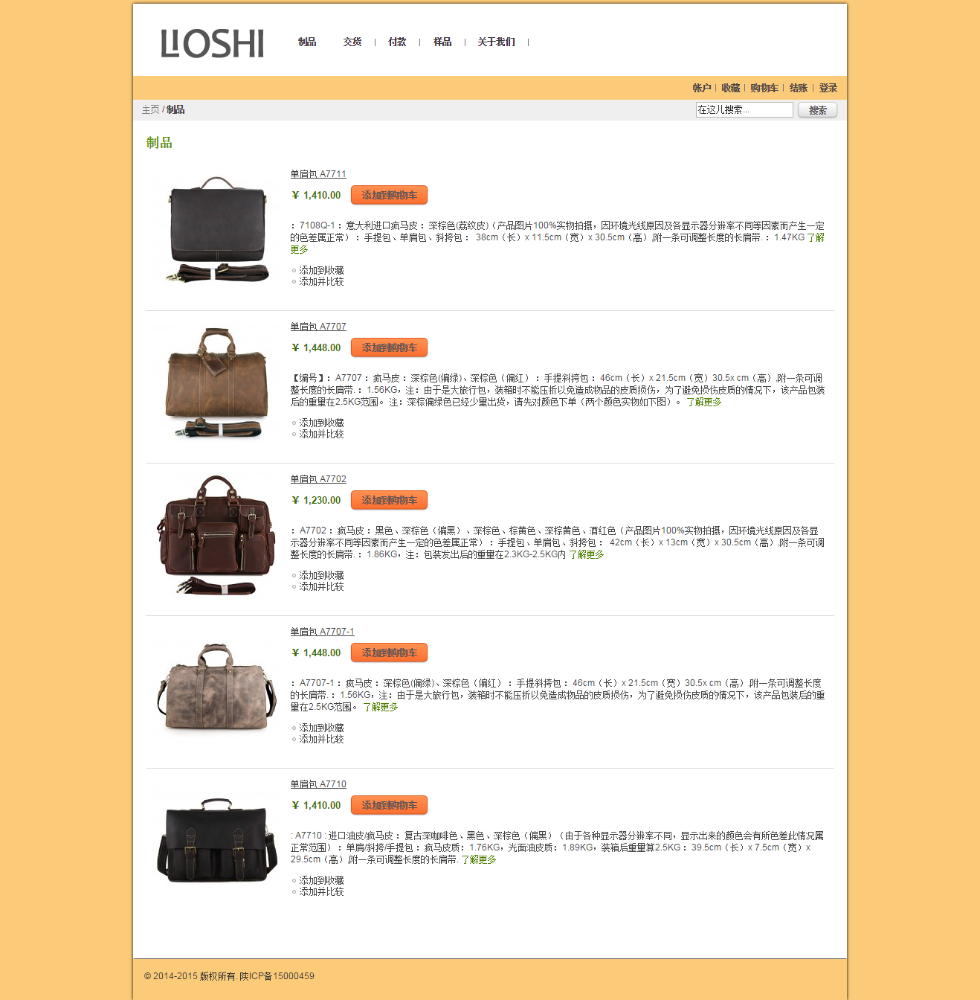 LIOSHI
制品 交货 | 付款 | 样品 | 关于我们 |
帐户 | 收藏 | 购物车 | 结账 | 登录
主页 / 制品
在这儿搜索... 搜索
制品
单肩包 A7711
¥ 1,410.00 添加到购物车
： 7108Q-1： 意大利进口疯马皮： 深棕色(荔纹皮)（产品图片100%实物拍摄，因环境光线原因及各显示器分辨率不同等因素而产生一定
的色差属正常）： 手提包、单肩包、斜挎包： 38cm（长）x 11.5cm（宽）x 30.5cm（高）,附一条可调整长度的长肩带.： 1.47KG 了解
更多
添加到收藏
添加并比较
单肩包 A7707
¥ 1,448.00 添加到购物车
【编号】： A7707： 疯马皮： 深棕色(偏绿)、深棕色（偏红）： 手提斜挎包： 46cm（长）x 21.5cm（宽）30.5x cm（高）,附一条可调
整长度的长肩带.： 1.56KG，注：由于是大旅行包，装箱时不能压折以免造成物品的皮质损伤，为了避免损伤皮质的情况下，该产品包装
后的重量在2.5KG范围。 注：深棕偏绿色已经少量出货，请先对颜色下单（两个颜色实物如下图）。 了解更多
添加到收藏
添加并比较
单肩包 A7702
¥ 1,230.00 添加到购物车
： A7702： 疯马皮： 黑色、深棕色（偏黑）、深棕色、棕黄色、深棕黄色、酒红色（产品图片100%实物拍摄，因环境光线原因及各显
示器分辨率不同等因素而产生一定的色差属正常）： 手提包、单肩包、斜挎包： 42cm（长）x 13cm（宽）x 30.5cm（高）,附一条可调
整长度的长肩带.： 1.86KG，注：包装发出后的重量在2.3KG-2.5KG内 了解更多
添加到收藏
添加并比较
单肩包 A7707-1
¥ 1,448.00 添加到购物车
： A7707-1： 疯马皮： 深棕色(偏绿)、深棕色（偏红）： 手提斜挎包： 46cm（长）x 21.5cm（宽）30.5x cm（高）,附一条可调整长度
的长肩带.： 1.56KG，注：由于是大旅行包，装箱时不能压折以免造成物品的皮质损伤，为了避免损伤皮质的情况下，该产品包装后的重
量在2.5KG范围。 了解更多
添加到收藏
添加并比较
单肩包 A7710
¥ 1,410.00 添加到购物车
: A7710 : 进口油皮/疯马皮： 复古深咖啡色、黑色、深棕色（偏黑）（由于各种显示器分辨率不同，显示出来的颜色会有所色差此情况属
正常范围）： 单肩/斜挎/手提包： 疯马皮质：1.76KG，光面油皮质：1.89KG，装箱后重量算2.5KG： 39.5cm（长）x 7.5cm（宽）x
29.5cm（高）,附一条可调整长度的长肩带. 了解更多
添加到收藏
添加并比较
© 2014-2015 版权所有. 陕ICP备15000459